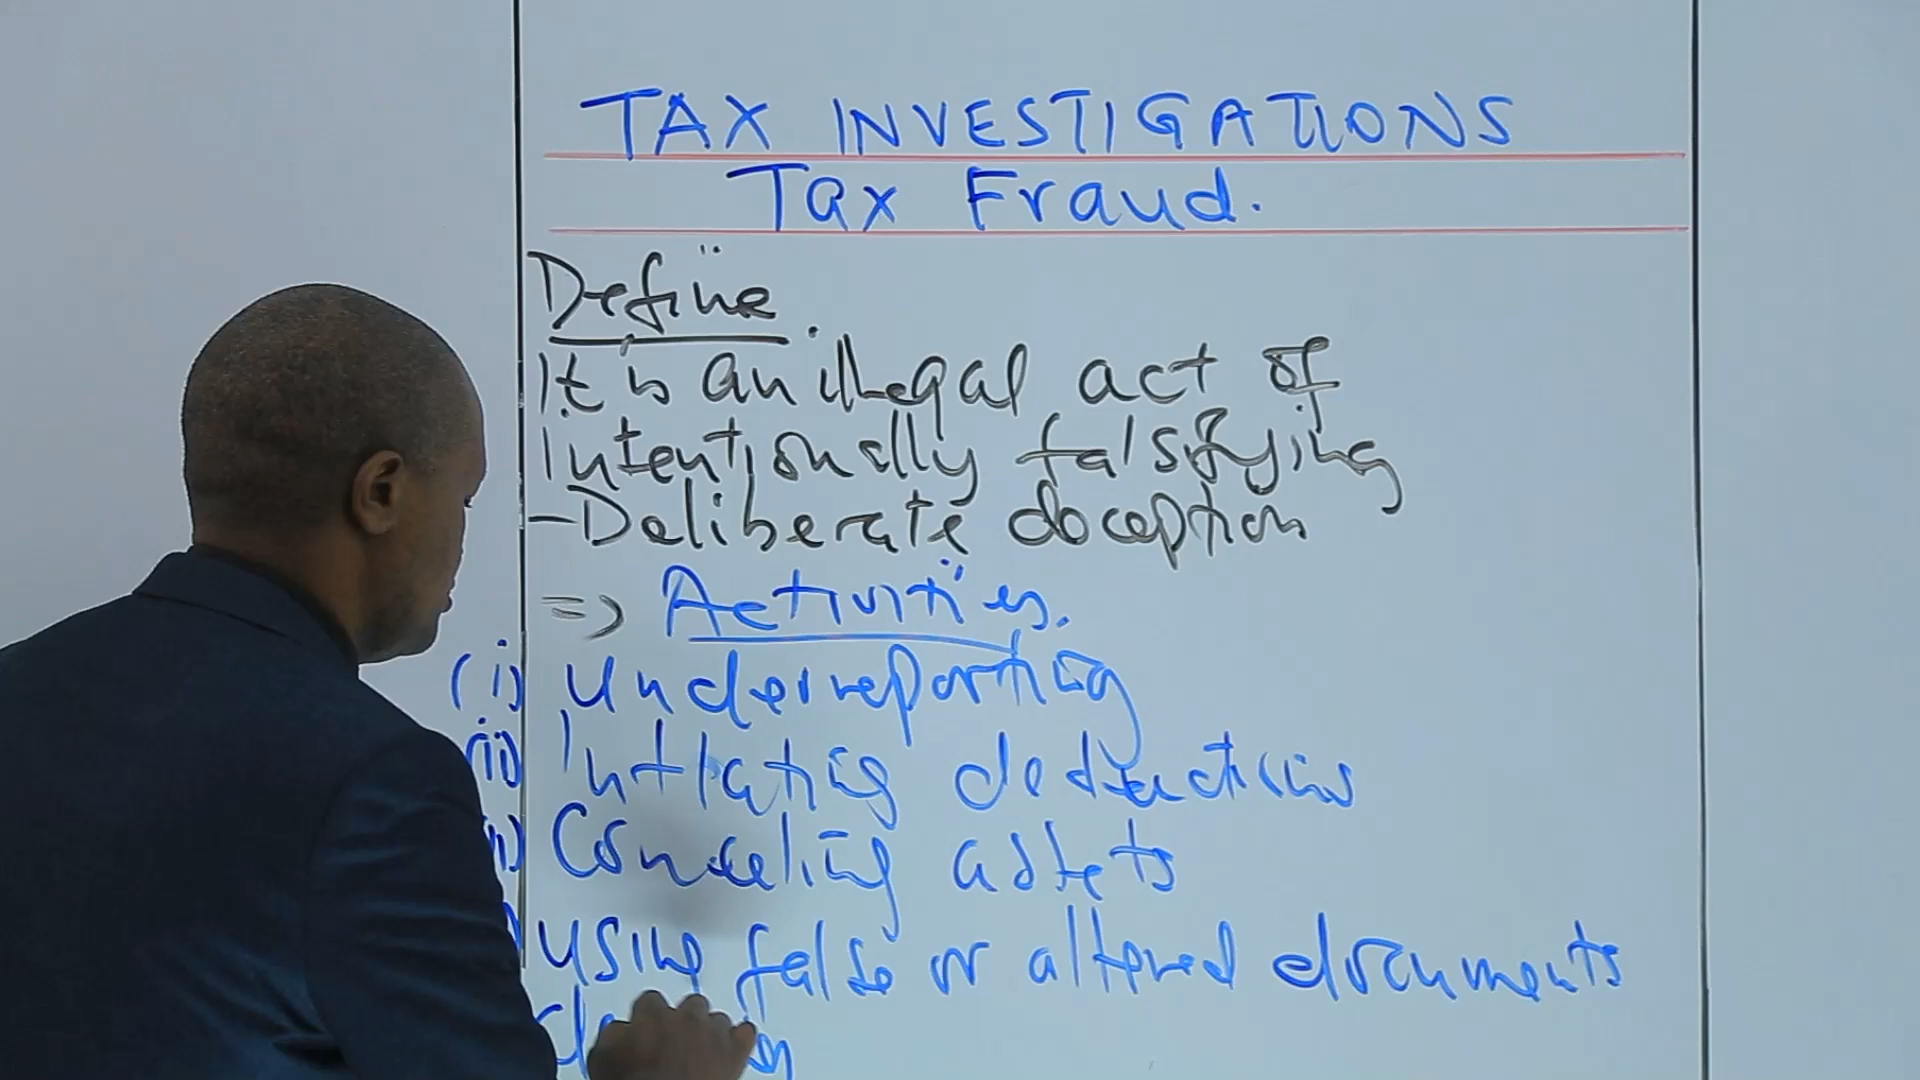 TAX INVESTIGATIONS
Tax Fraud.
Define
It is an illegal act of
intentionally falsifying
-Deliberate deception
=> Activities.
(i) Underreporting
(ii) Inflating deductions
Concealing assets
using false or altered documents